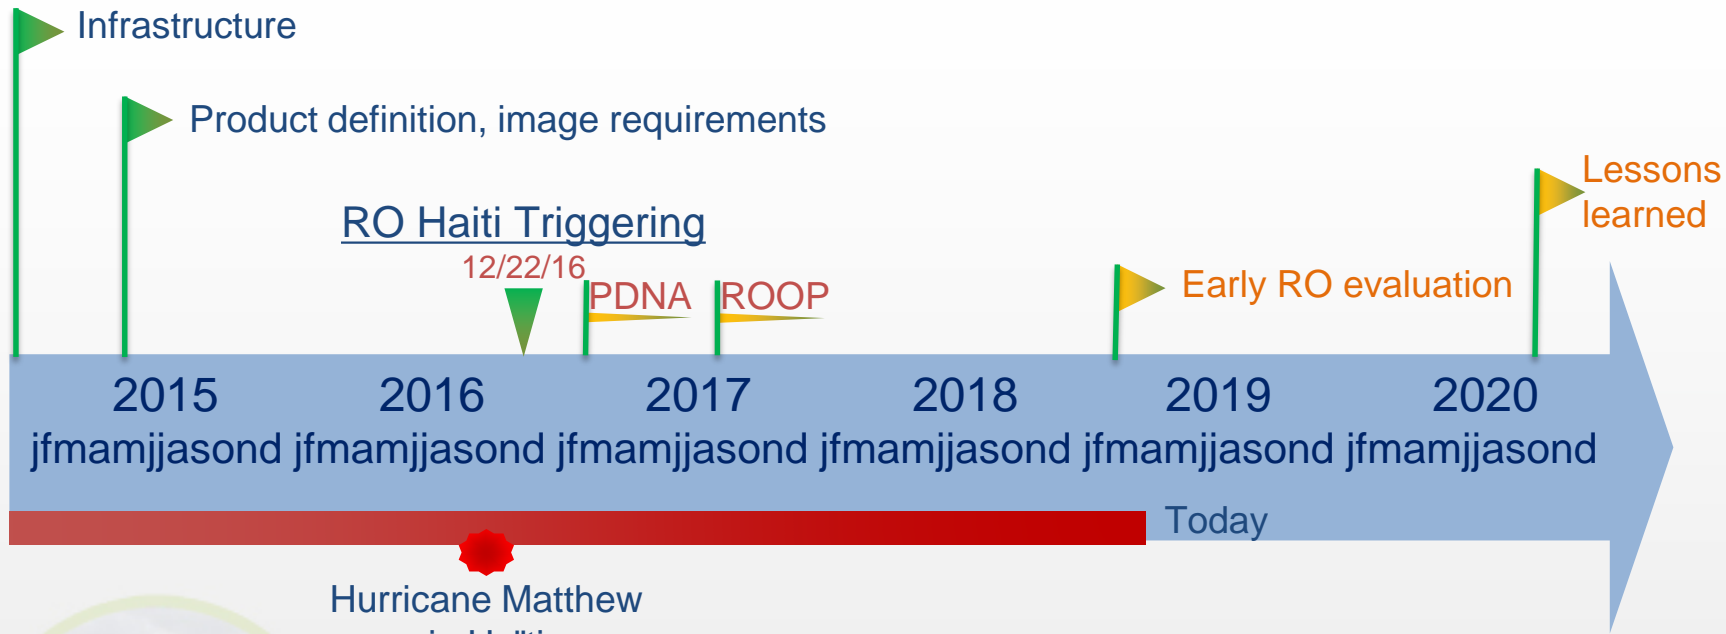 Infrastructure
Product definition, image requirements
Lessons
learned
RO Haiti Triggering
12/22/16
PDNA
ROOP
Early RO evaluation
2015 2016 2017 2018 2019 2020
jfmamjjasond jfmamjjasond jfmamjjasond jfmamjjasond jfmamjjasond jfmamjjasond
Today
Hurricane Matthew